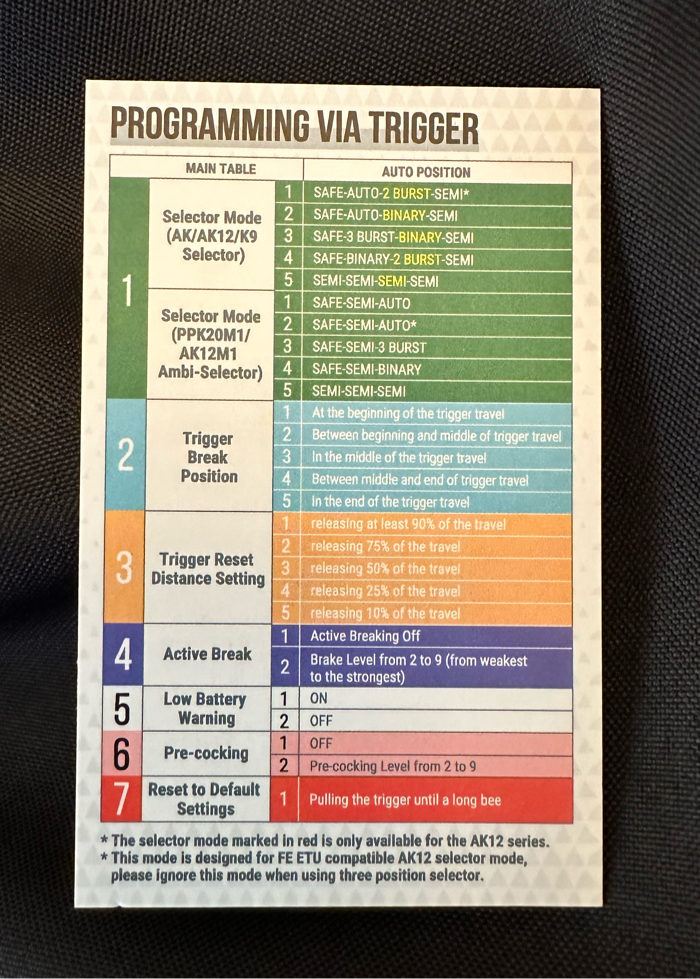 PROGRAMMING VIA TRIGGER
MAIN TABLE
AUTO POSITION
1
Selector Mode
(AK/AK12/K9
Selector)
1 SAFE-AUTO-2 BURST-SEMI*
2 SAFE-AUTO-BINARY-SEMI
3 SAFE-3 BURST-BINARY-SEMI
4 SAFE-BINARY-2 BURST-SEMI
5 SEMI-SEMI-SEMI-SEMI
Selector Mode
(PPK20M1/
AK12M1
Ambi-Selector)
1 SAFE-SEMI-AUTO
2 SAFE-SEMI-AUTO*
3 SAFE-SEMI-3 BURST
4 SAFE-SEMI-BINARY
5 SEMI-SEMI-SEMI
2
Trigger
Break
Position
1 At the beginning of the trigger travel
2 Between beginning and middle of trigger travel
3 In the middle of the trigger travel
4 Between middle and end of trigger travel
5 In the end of the trigger travel
3
Trigger Reset
Distance Setting
1 releasing at least 90% of the travel
2 releasing 75% of the travel
3 releasing 50% of the travel
4 releasing 25% of the travel
5 releasing 10% of the travel
4
Active Break
1 Active Breaking Off
2 Brake Level from 2 to 9 (from weakest
to the strongest)
5
Low Battery
Warning
1 ON
2 OFF
6
Pre-cocking
1 OFF
2 Pre-cocking Level from 2 to 9
7
Reset to Default
Settings
1 Pulling the trigger until a long bee
* The selector mode marked in red is only available for the AK12 series.
* This mode is designed for FE ETU compatible AK12 selector mode,
please ignore this mode when using three position selector.